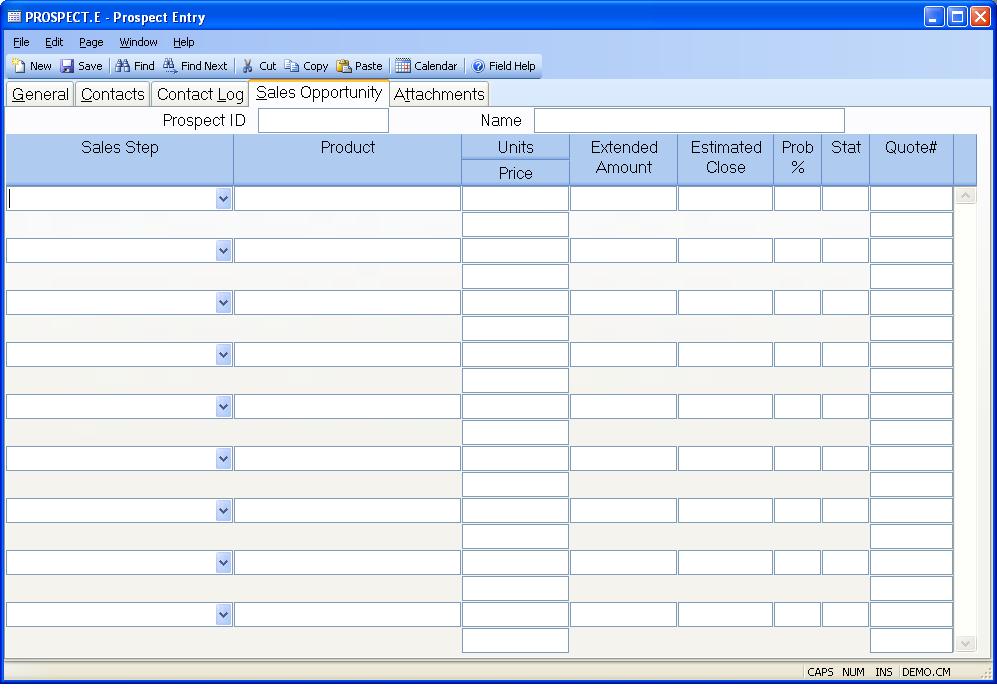 PROSPECT.E - Prospect Entry
File Edit Page Window Help
New Save Find Find Next Cut Copy Paste Calendar Field Help
General Contacts Contact Log Sales Opportunity Attachments
Prospect ID Name
Sales Step Product Units Extended Estimated Prob Stat Quote#
Price Amount Close %
CAPS NUM INS DEMO.CM